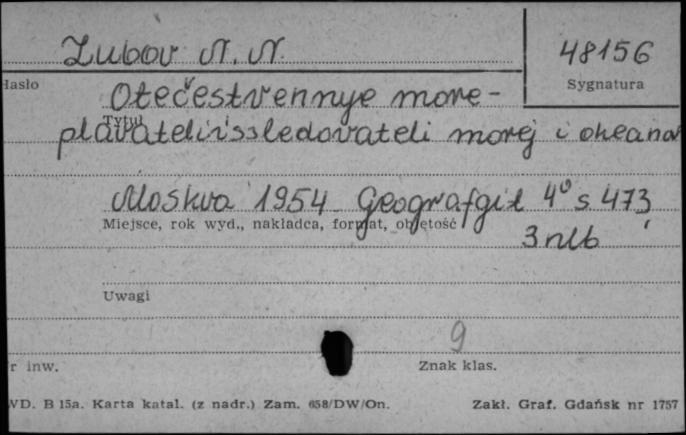 Zubov N. N.
48156
Hasło
Sygnatura
Otečestvennye more-
Tytuł
plavateli issledovateli morej i okeanov
Moskva 1954 Geografgiz 4° s 473,
Miejsce, rok wyd., nakładca, format, objętość
3 nlb
Uwagi
9
r inw.
Znak klas.
WD. B 15a. Karta katal. (z nadr.) Zam. 658/DW/On.
Zakł. Graf. Gdańsk nr 1757